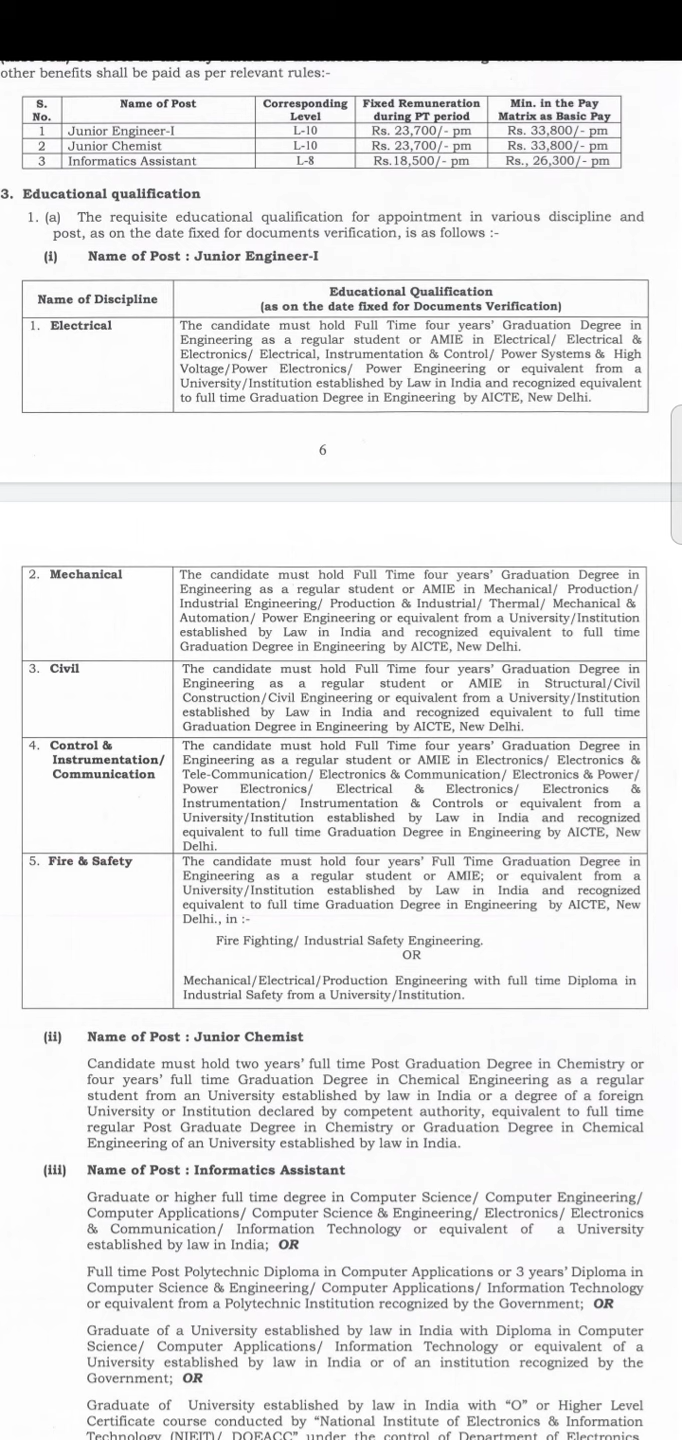 other benefits shall be paid as per relevant rules:-
S. No. Name of Post Corresponding Level Fixed Remuneration during PT period Min. in the Pay Matrix as Basic Pay
1 Junior Engineer-I L-10 Rs. 23,700/- pm Rs. 33,800/- pm
2 Junior Chemist L-10 Rs. 23,700/- pm Rs. 33,800/- pm
3 Informatics Assistant L-8 Rs.18,500/- pm Rs., 26,300/- pm
3. Educational qualification
1. (a) The requisite educational qualification for appointment in various discipline and
post, as on the date fixed for documents verification, is as follows :-
(i) Name of Post : Junior Engineer-I
Name of Discipline
Educational Qualification
(as on the date fixed for Documents Verification)
1. Electrical
The candidate must hold Full Time four years' Graduation Degree in
Engineering as a regular student or AMIE in Electrical/ Electrical &
Electronics/ Electrical, Instrumentation & Control/ Power Systems & High
Voltage/Power Electronics/ Power Engineering or equivalent from a
University/Institution established by Law in India and recognized equivalent
to full time Graduation Degree in Engineering by AICTE, New Delhi.
6
2. Mechanical
The candidate must hold Full Time four years' Graduation Degree in
Engineering as a regular student or AMIE in Mechanical/ Production/
Industrial Engineering/ Production & Industrial/ Thermal/ Mechanical &
Automation/ Power Engineering or equivalent from a University/Institution
established by Law in India and recognized equivalent to full time
Graduation Degree in Engineering by AICTE, New Delhi.
3. Civil
The candidate must hold Full Time four years' Graduation Degree in
Engineering as a regular student or AMIE in Structural/Civil
Construction/Civil Engineering or equivalent from a University/Institution
established by Law in India and recognized equivalent to full time
Graduation Degree in Engineering by AICTE, New Delhi.
4. Control &
Instrumentation/
Communication
The candidate must hold Full Time four years' Graduation Degree in
Engineering as a regular student or AMIE in Electronics/ Electronics &
Tele-Communication/ Electronics & Communication/ Electronics & Power/
Power Electronics/ Electrical & Electronics/ Electronics &
Instrumentation/ Instrumentation & Controls or equivalent from a
University/Institution established by Law in India and recognized
equivalent to full time Graduation Degree in Engineering by AICTE, New
Delhi.
5. Fire & Safety
The candidate must hold four years' Full Time Graduation Degree in
Engineering as a regular student or AMIE; or equivalent from a
University/Institution established by Law in India and recognized
equivalent to full time Graduation Degree in Engineering by AICTE, New
Delhi., in :-
Fire Fighting/ Industrial Safety Engineering.
OR
Mechanical/Electrical/Production Engineering with full time Diploma in
Industrial Safety from a University/Institution.
(ii) Name of Post : Junior Chemist
Candidate must hold two years' full time Post Graduation Degree in Chemistry or
four years' full time Graduation Degree in Chemical Engineering as a regular
student from an University established by law in India or a degree of a foreign
University or Institution declared by competent authority, equivalent to full time
regular Post Graduate Degree in Chemistry or Graduation Degree in Chemical
Engineering of an University established by law in India.
(iii) Name of Post : Informatics Assistant
Graduate or higher full time degree in Computer Science/ Computer Engineering/
Computer Applications/ Computer Science & Engineering/ Electronics/ Electronics
& Communication/ Information Technology or equivalent of a University
established by law in India; OR
Full time Post Polytechnic Diploma in Computer Applications or 3 years' Diploma in
Computer Science & Engineering/ Computer Applications/ Information Technology
or equivalent from a Polytechnic Institution recognized by the Government; OR
Graduate of a University established by law in India with Diploma in Computer
Science/ Computer Applications/ Information Technology or equivalent of a
University established by law in India or of an institution recognized by the
Government; OR
Graduate of University established by law in India with "O" or Higher Level
Certificate course conducted by "National Institute of Electronics & Information
Technology (NIEIT)/ DOEACC" under the control of Department of Electronics,